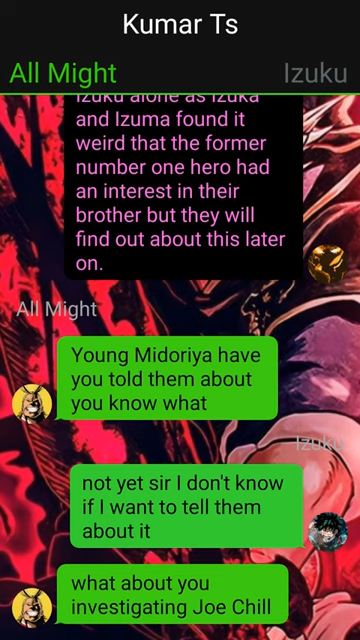 Kumar Ts
All Might
Izuku
Izuku alone as Izuka
and Izuma found it
weird that the former
number one hero had
an interest in their
brother but they will
find out about this later
on.
All Might
Young Midoriya have
you told them about
you know what
Izuku
not yet sir I don't know
if I want to tell them
about it
what about you
investigating Joe Chill